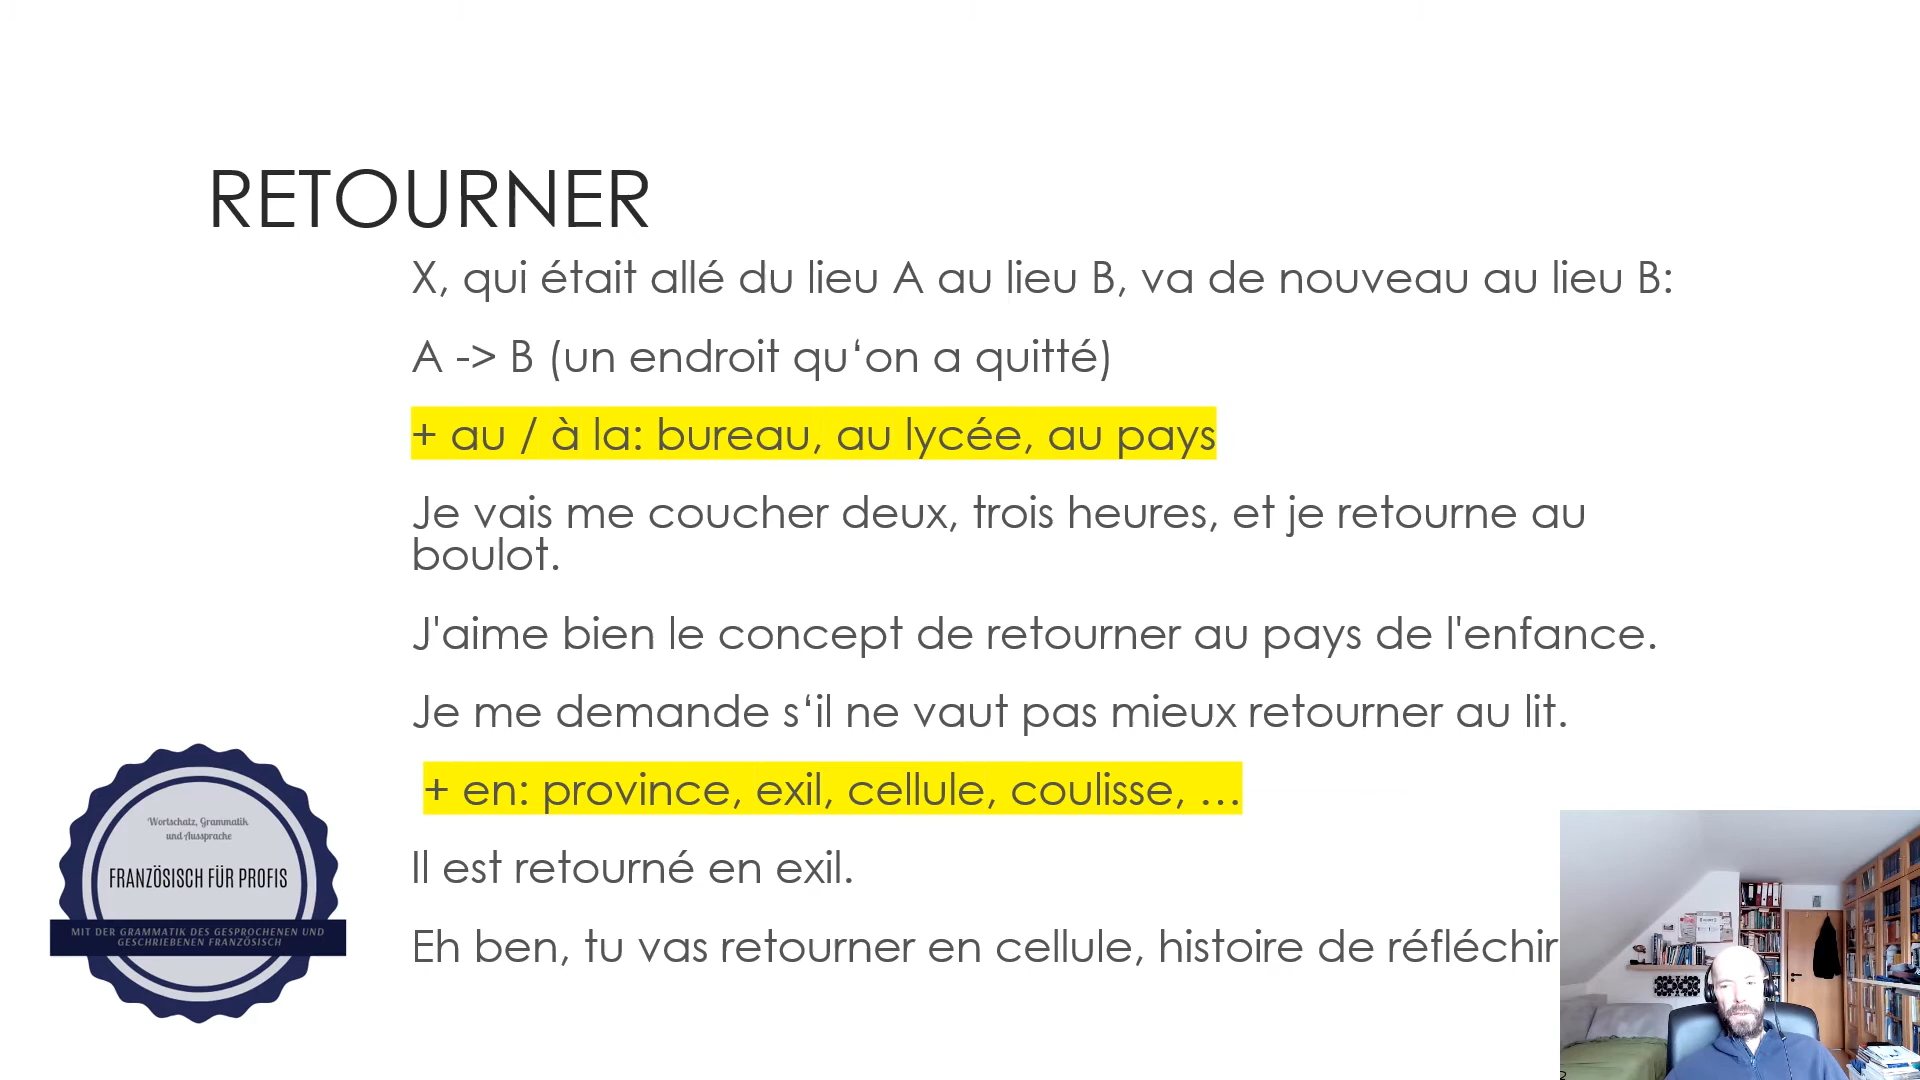 RETOURNER
X, qui était allé du lieu A au lieu B, va de nouveau au lieu B:
A -> B (un endroit qu‘on a quitté)
+ au / à la: bureau, au lycée, au pays
Je vais me coucher deux, trois heures, et je retourne au
boulot.
J'aime bien le concept de retourner au pays de l'enfance.
Je me demande s‘il ne vaut pas mieux retourner au lit.
+ en: province, exil, cellule, coulisse, …
Il est retourné en exil.
Eh ben, tu vas retourner en cellule, histoire de réfléchir
Wortschatz, Grammatik
und Aussprache
FRANZÖSISCH FÜR PROFIS
MIT DER GRAMMATIK DES GESPROCHENEN UND
GESCHRIEBENEN FRANZÖSISCH